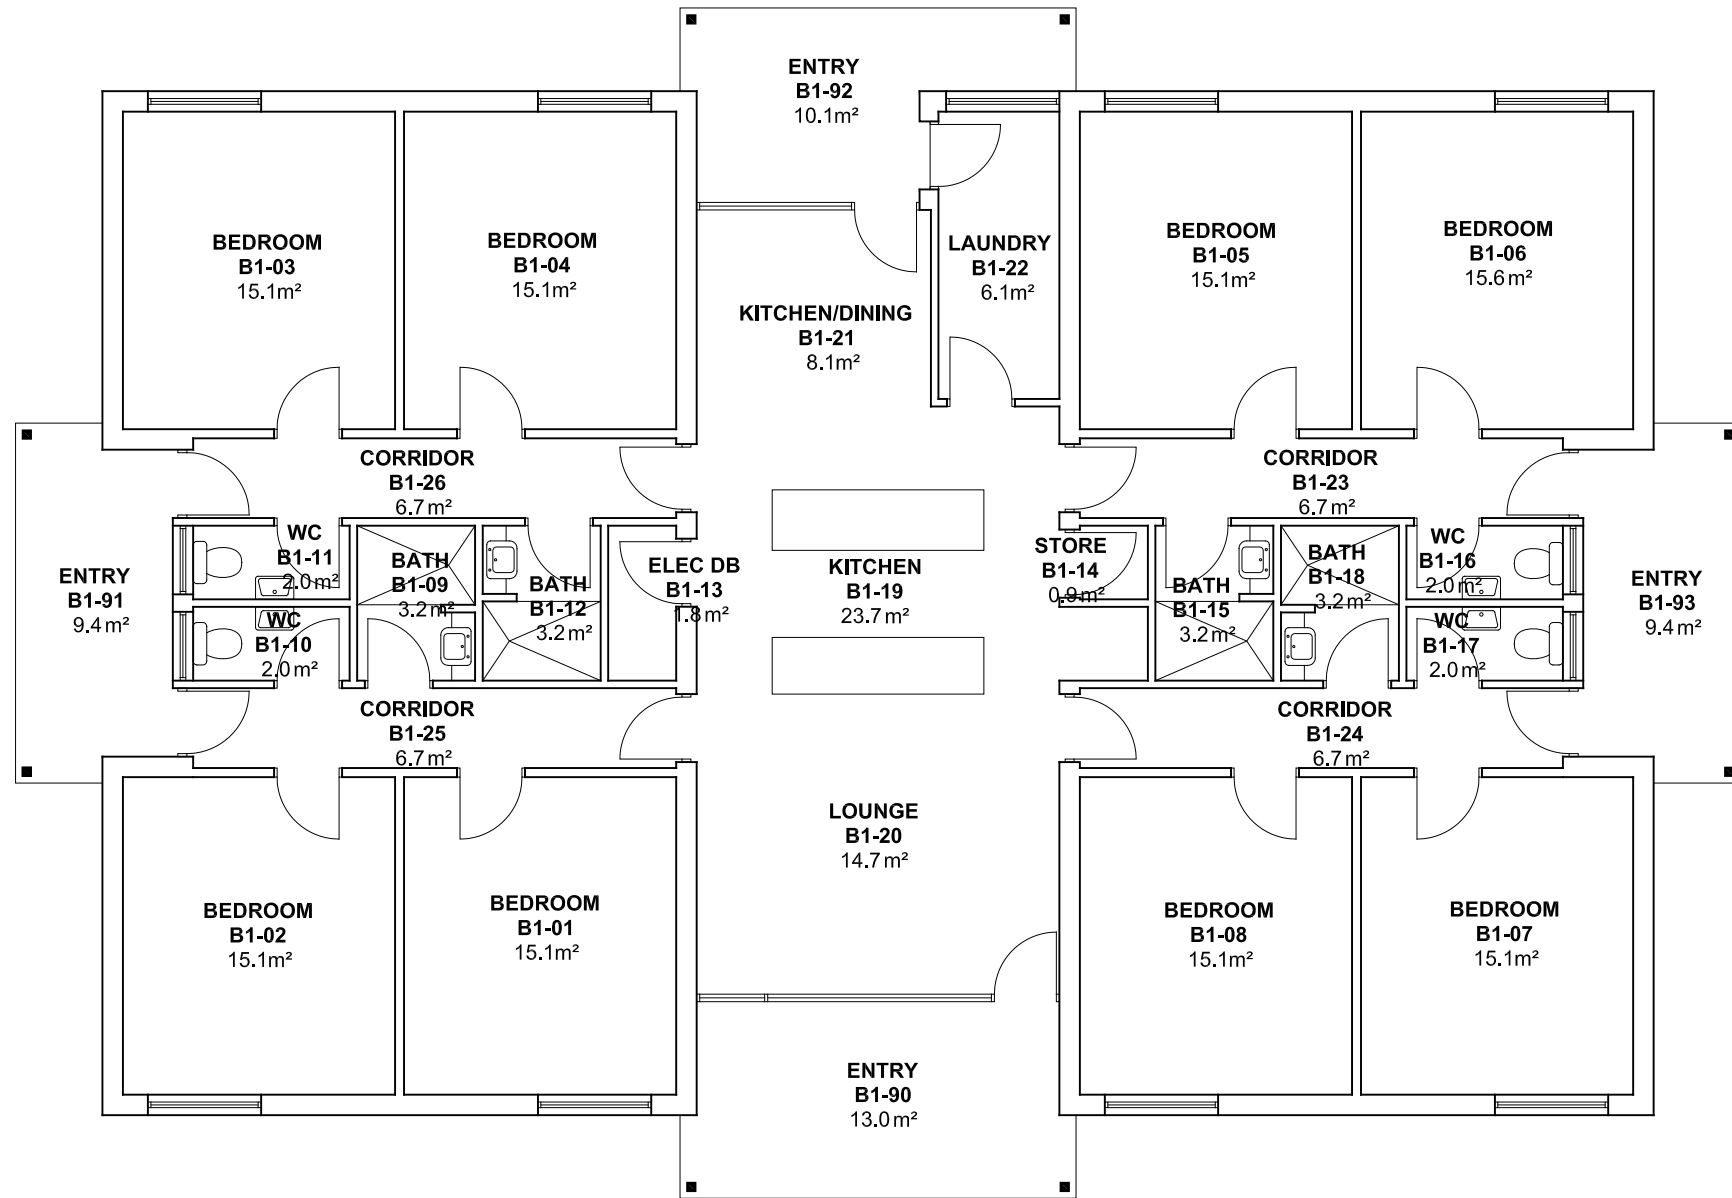 ENTRY
B1-92
10.1m²
BEDROOM
B1-03
15.1m²
BEDROOM
B1-04
15.1m²
LAUNDRY
B1-22
6.1m²
BEDROOM
B1-05
15.1m²
BEDROOM
B1-06
15.6m²
KITCHEN/DINING
B1-21
8.1m²
CORRIDOR
B1-26
6.7m²
CORRIDOR
B1-23
6.7m²
ENTRY
B1-91
9.4m²
WC
B1-11
2.0m²
BATH
B1-09
3.2m²
BATH
B1-12
3.2m²
ELEC DB
B1-13
1.8m²
KITCHEN
B1-19
23.7m²
STORE
B1-14
0.9m²
BATH
B1-15
3.2m²
BATH
B1-18
3.2m²
WC
B1-16
2.0m²
ENTRY
B1-93
9.4m²
WC
B1-10
2.0m²
WC
B1-17
2.0m²
CORRIDOR
B1-25
6.7m²
CORRIDOR
B1-24
6.7m²
LOUNGE
B1-20
14.7m²
BEDROOM
B1-02
15.1m²
BEDROOM
B1-01
15.1m²
BEDROOM
B1-08
15.1m²
BEDROOM
B1-07
15.1m²
ENTRY
B1-90
13.0m²